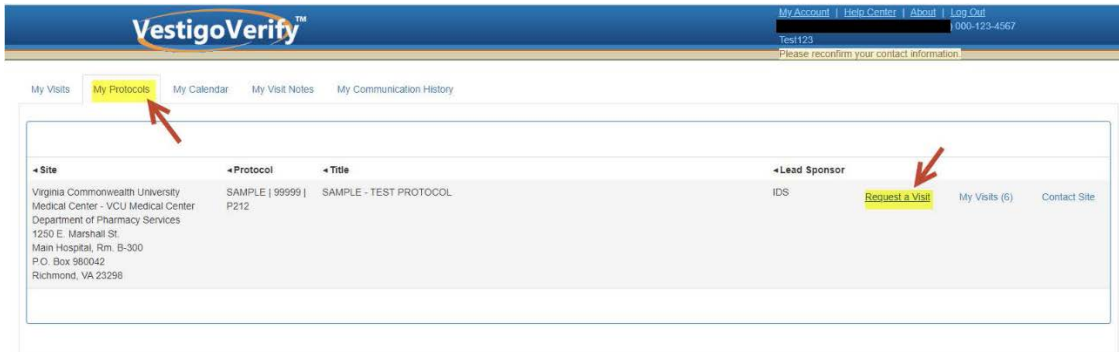 VestigoVerify™
My Account | Help Center | About | Log Out
) 000-123-4567
Test123
Please reconfirm your contact information.
My Visits My Protocols My Calendar My Visit Notes My Communication History
Site Protocol Title Lead Sponsor
Virginia Commonwealth University SAMPLE | 99999 | SAMPLE - TEST PROTOCOL IDS Request a Visit My Visits (6) Contact Site
Medical Center - VCU Medical Center P212
Department of Pharmacy Services
1250 E. Marshall St.
Main Hospital, Rm. B-300
P.O. Box 980042
Richmond, VA 23298